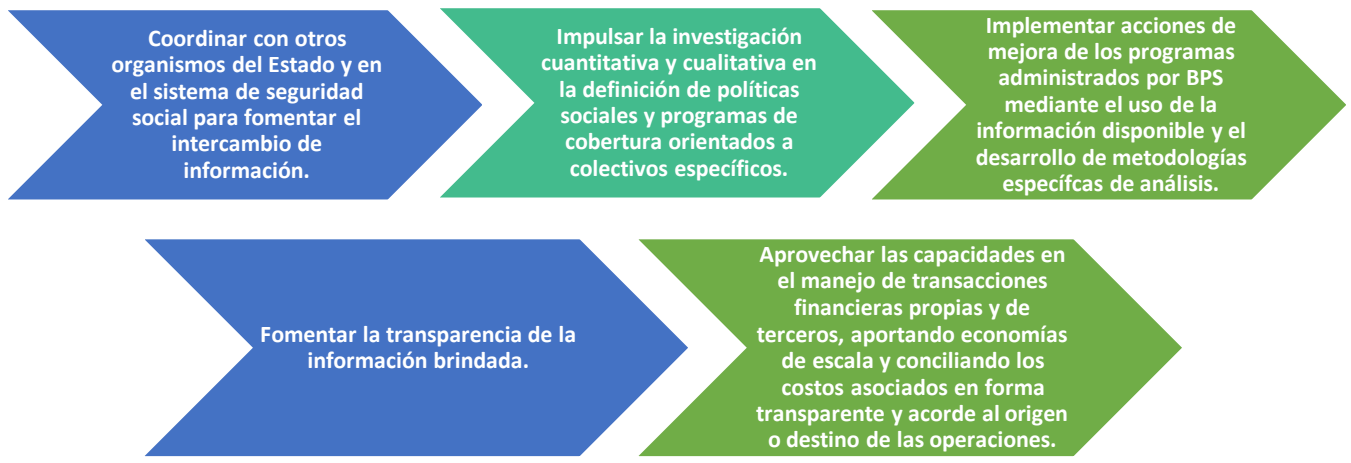 Coordinar con otros
organismos del Estado y en
el sistema de seguridad
social para fomentar el
intercambio de
información.
Impulsar la investigación
cuantitativa y cualitativa en
la definición de políticas
sociales y programas de
cobertura orientados a
colectivos específicos.
Implementar acciones de
mejora de los programas
administrados por BPS
mediante el uso de la
información disponible y el
desarrollo de metodologías
específcas de análisis.
Fomentar la transparencia de la
información brindada.
Aprovechar las capacidades en
el manejo de transacciones
financieras propias y de
terceros, aportando economías
de escala y conciliando los
costos asociados en forma
transparente y acorde al origen
o destino de las operaciones.